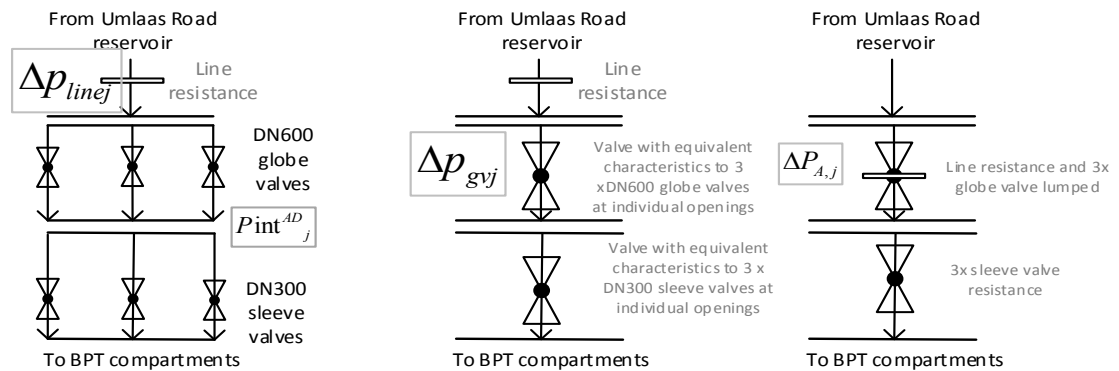 From Umlaas Road
reservoir
Δp_linej
Line
resistance
DN600
globe
valves
Pint^AD_j
DN300
sleeve
valves
To BPT compartments
From Umlaas Road
reservoir
Line
resistance
Δp_gvj
Valve with equivalent
characteristics to 3
xDN600 globe valves
at individual openings
Valve with equivalent
characteristics to 3 x
DN300 sleeve valves at
individual openings
To BPT compartments
From Umlaas Road
reservoir
ΔP_A,j
Line resistance and 3x
globe valve lumped
3x sleeve valve
resistance
To BPT compartments